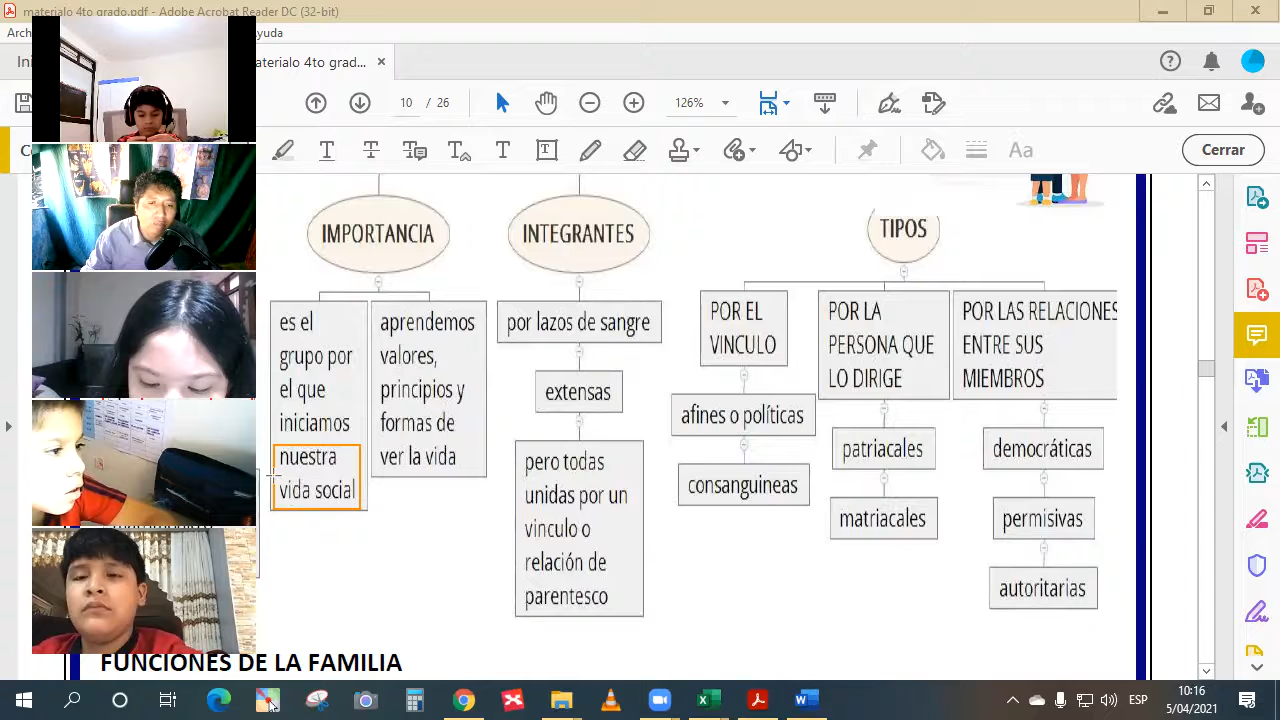 materialo 4to grado.pdf - Adobe Acrobat Reader DC (32-bit)
Arch
yuda
Ini
aterialo 4to grad...
10 / 26
126%
C
Cerrar
Aa
IMPORTANCIA
es el
grupo por
el que
iniciamos
nuestra
vida social
aprendemos
valores,
principios y
formas de
ver la vida
INTEGRANTES
por lazos de sangre
extensas
pero todas
unidas por un
vinculo o
relación de
parentesco
TIPOS
POR EL
VINCULO
afines o políticas
consanguineas
POR LA
PERSONA QUE
LO DIRIGE
patriacales
matriacales
POR LAS RELACIONES
ENTRE SUS
MIEMBROS
democráticas
permisivas
autoritarias
FUNCIONES DE LA FAMILIA
ESP
10:16
5/04/2021